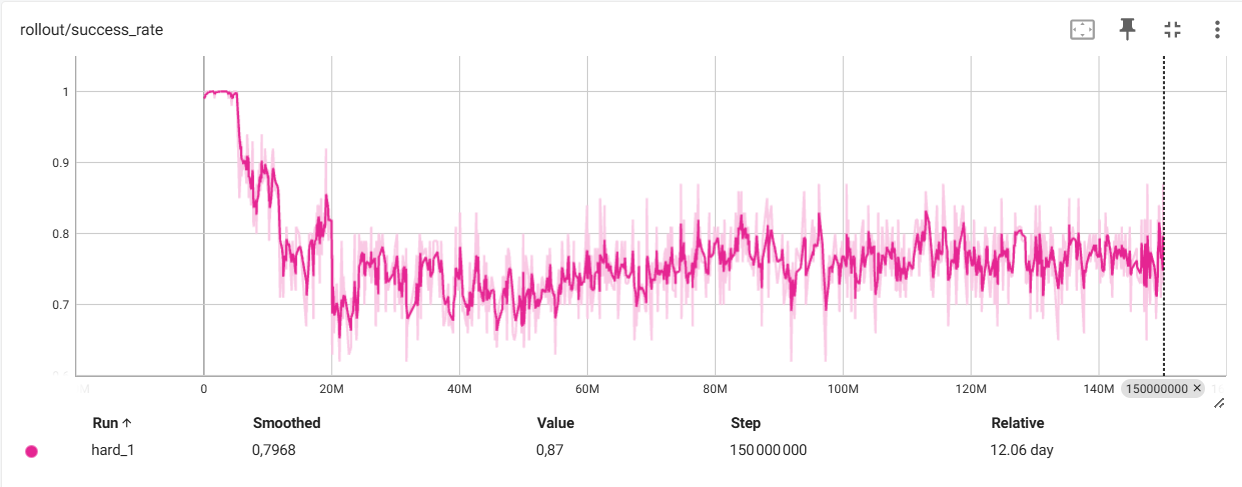 rollout/success_rate
1
0.9
0.8
0.7
0 20M 40M 60M 80M 100M 120M 140M 150000000 ×
Run ↑ Smoothed Value Step Relative
hard_1 0,7968 0,87 150 000 000 12.06 day